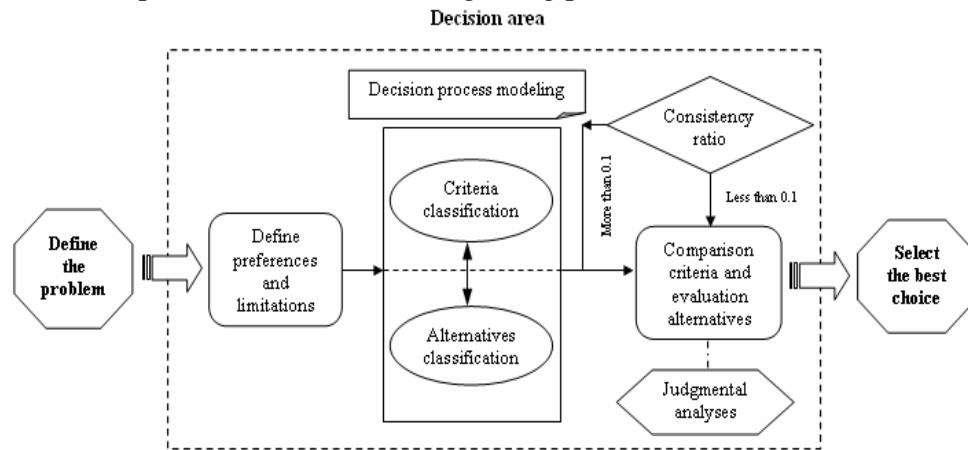 Decision area
Decision process modeling
Consistency
ratio
Criteria
classification
More than 0.1
Less than 0.1
Define
the
problem
Define
preferences
and
limitations
Comparison
criteria and
evaluation
alternatives
Select
the best
choice
Alternatives
classification
Judgmental
analyses